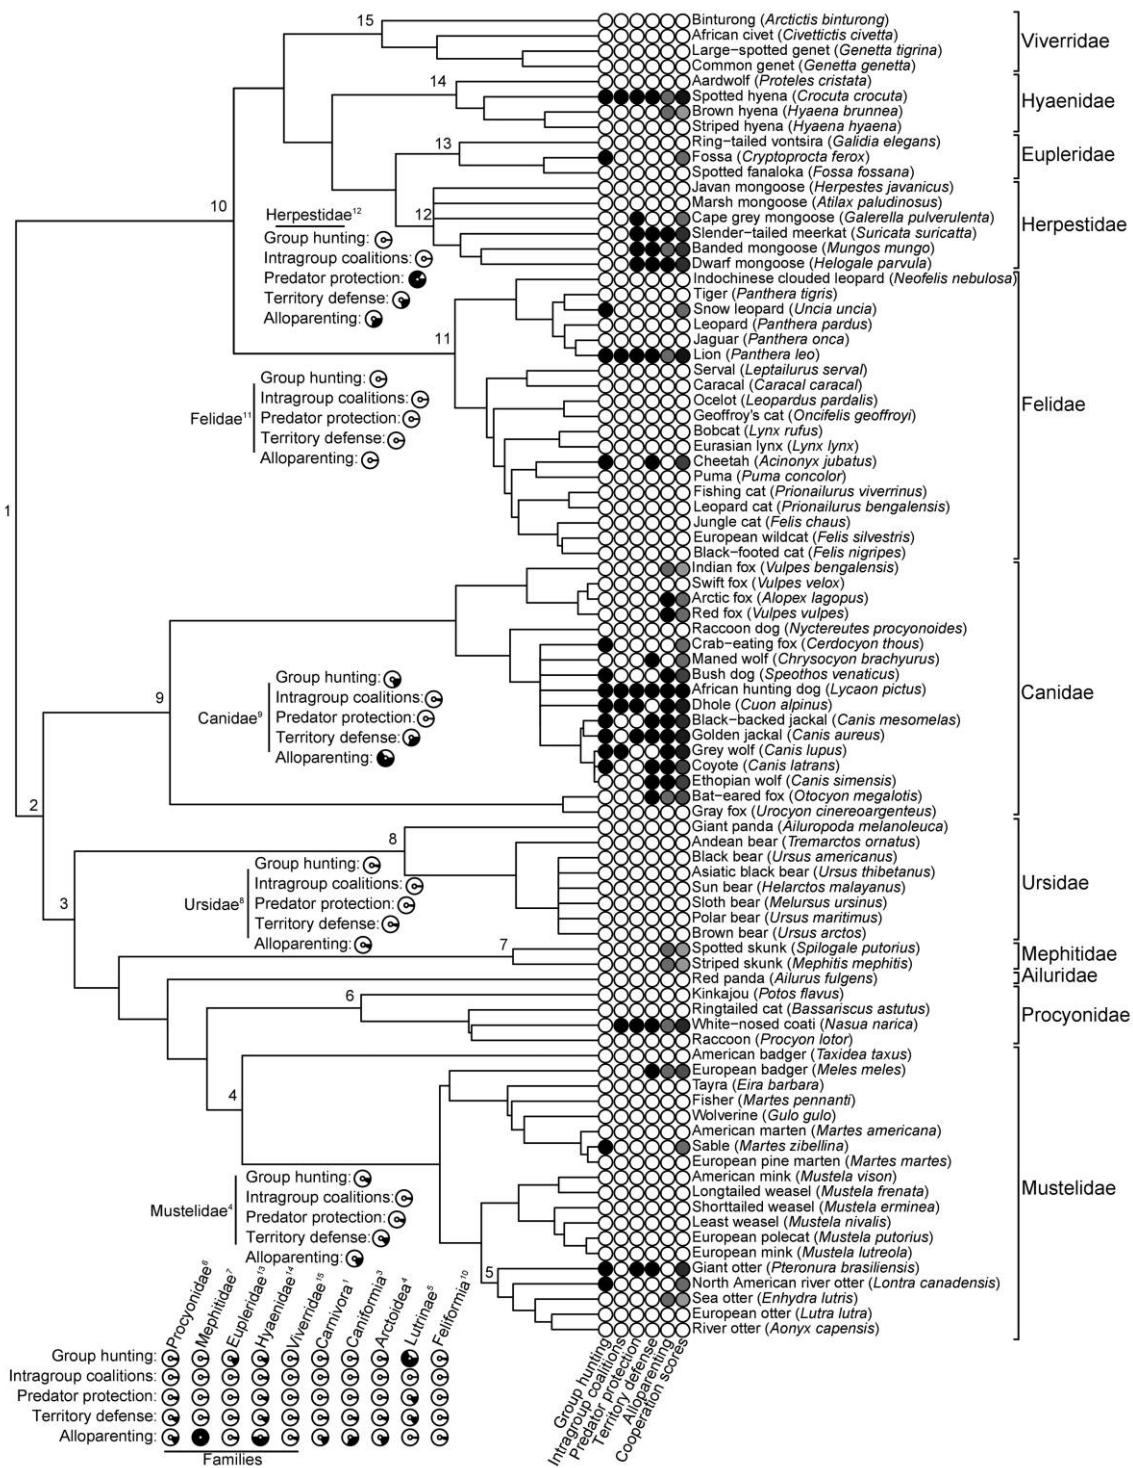 15
Binturong (Arctictis binturong)
African civet (Civettictis civetta)
Large−spotted genet (Genetta tigrina)
Common genet (Genetta genetta)
Viverridae
14
Aardwolf (Proteles cristata)
Spotted hyena (Crocuta crocuta)
Brown hyena (Hyaena brunnea)
Striped hyena (Hyaena hyaena)
Hyaenidae
13
Ring-tailed vontsira (Galidia elegans)
Fossa (Cryptoprocta ferox)
Spotted fanaloka (Fossa fossana)
Eupleridae
10
12
Javan mongoose (Herpestes javanicus)
Marsh mongoose (Atilax paludinosus)
Cape grey mongoose (Galerella pulverulenta)
Slender-tailed meerkat (Suricata suricatta)
Banded mongoose (Mungos mungo)
Dwarf mongoose (Helogale parvula)
Herpestidae
Herpestidae12
Group hunting:
Intragroup coalitions:
Predator protection:
Territory defense:
Alloparenting:
11
Indochinese clouded leopard (Neofelis nebulosa)
Tiger (Panthera tigris)
Snow leopard (Uncia uncia)
Leopard (Panthera pardus)
Jaguar (Panthera onca)
Lion (Panthera leo)
Serval (Leptailurus serval)
Caracal (Caracal caracal)
Ocelot (Leopardus pardalis)
Geoffroy's cat (Oncifelis geoffroyi)
Bobcat (Lynx rufus)
Eurasian lynx (Lynx lynx)
Cheetah (Acinonyx jubatus)
Puma (Puma concolor)
Fishing cat (Prionailurus viverrinus)
Leopard cat (Prionailurus bengalensis)
Jungle cat (Felis chaus)
European wildcat (Felis silvestris)
Black−footed cat (Felis nigripes)
Felidae
Felidae11
Group hunting:
Intragroup coalitions:
Predator protection:
Territory defense:
Alloparenting:
1
9
Indian fox (Vulpes bengalensis)
Swift fox (Vulpes velox)
Arctic fox (Alopex lagopus)
Red fox (Vulpes vulpes)
Raccoon dog (Nyctereutes procyonoides)
Crab-eating fox (Cerdocyon thous)
Maned wolf (Chrysocyon brachyurus)
Bush dog (Speothos venaticus)
African hunting dog (Lycaon pictus)
Dhole (Cuon alpinus)
Black−backed jackal (Canis mesomelas)
Golden jackal (Canis aureus)
Grey wolf (Canis lupus)
Coyote (Canis latrans)
Ethopian wolf (Canis simensis)
Bat−eared fox (Otocyon megalotis)
Gray fox (Urocyon cinereoargenteus)
Canidae
Canidae9
Group hunting:
Intragroup coalitions:
Predator protection:
Territory defense:
Alloparenting:
2
8
Giant panda (Ailuropoda melanoleuca)
Andean bear (Tremarctos ornatus)
Black bear (Ursus americanus)
Asiatic black bear (Ursus thibetanus)
Sun bear (Helarctos malayanus)
Sloth bear (Melursus ursinus)
Polar bear (Ursus maritimus)
Brown bear (Ursus arctos)
Ursidae
Ursidae8
Group hunting:
Intragroup coalitions:
Predator protection:
Territory defense:
Alloparenting:
3
7
Spotted skunk (Spilogale putorius)
Striped skunk (Mephitis mephitis)
Mephitidae
Red panda (Ailurus fulgens)
Ailuridae
6
Kinkajou (Potos flavus)
Ringtailed cat (Bassariscus astutus)
White−nosed coati (Nasua narica)
Raccoon (Procyon lotor)
Procyonidae
4
American badger (Taxidea taxus)
European badger (Meles meles)
Tayra (Eira barbara)
Fisher (Martes pennanti)
Wolverine (Gulo gulo)
American marten (Martes americana)
Sable (Martes zibellina)
European pine marten (Martes martes)
American mink (Mustela vison)
Longtailed weasel (Mustela frenata)
Shorttailed weasel (Mustela erminea)
Least weasel (Mustela nivalis)
European polecat (Mustela putorius)
European mink (Mustela lutreola)
5
Giant otter (Pteronura brasiliensis)
North American river otter (Lontra canadensis)
Sea otter (Enhydra lutris)
European otter (Lutra lutra)
River otter (Aonyx capensis)
Mustelidae
Mustelidae4
Group hunting:
Intragroup coalitions:
Predator protection:
Territory defense:
Alloparenting:
Procyonidae6
Mephitidae7
Eupleridae13
Hyaenidae14
Viverridae15
Carnivora1
Caniformia3
Arctoidea4
Lutrinae5
Feliformia10
Group hunting:
Intragroup coalitions:
Predator protection:
Territory defense:
Alloparenting:
Families
Group hunting
Intragroup coalitions
Predator protection
Territory defense
Alloparenting
Cooperation scores